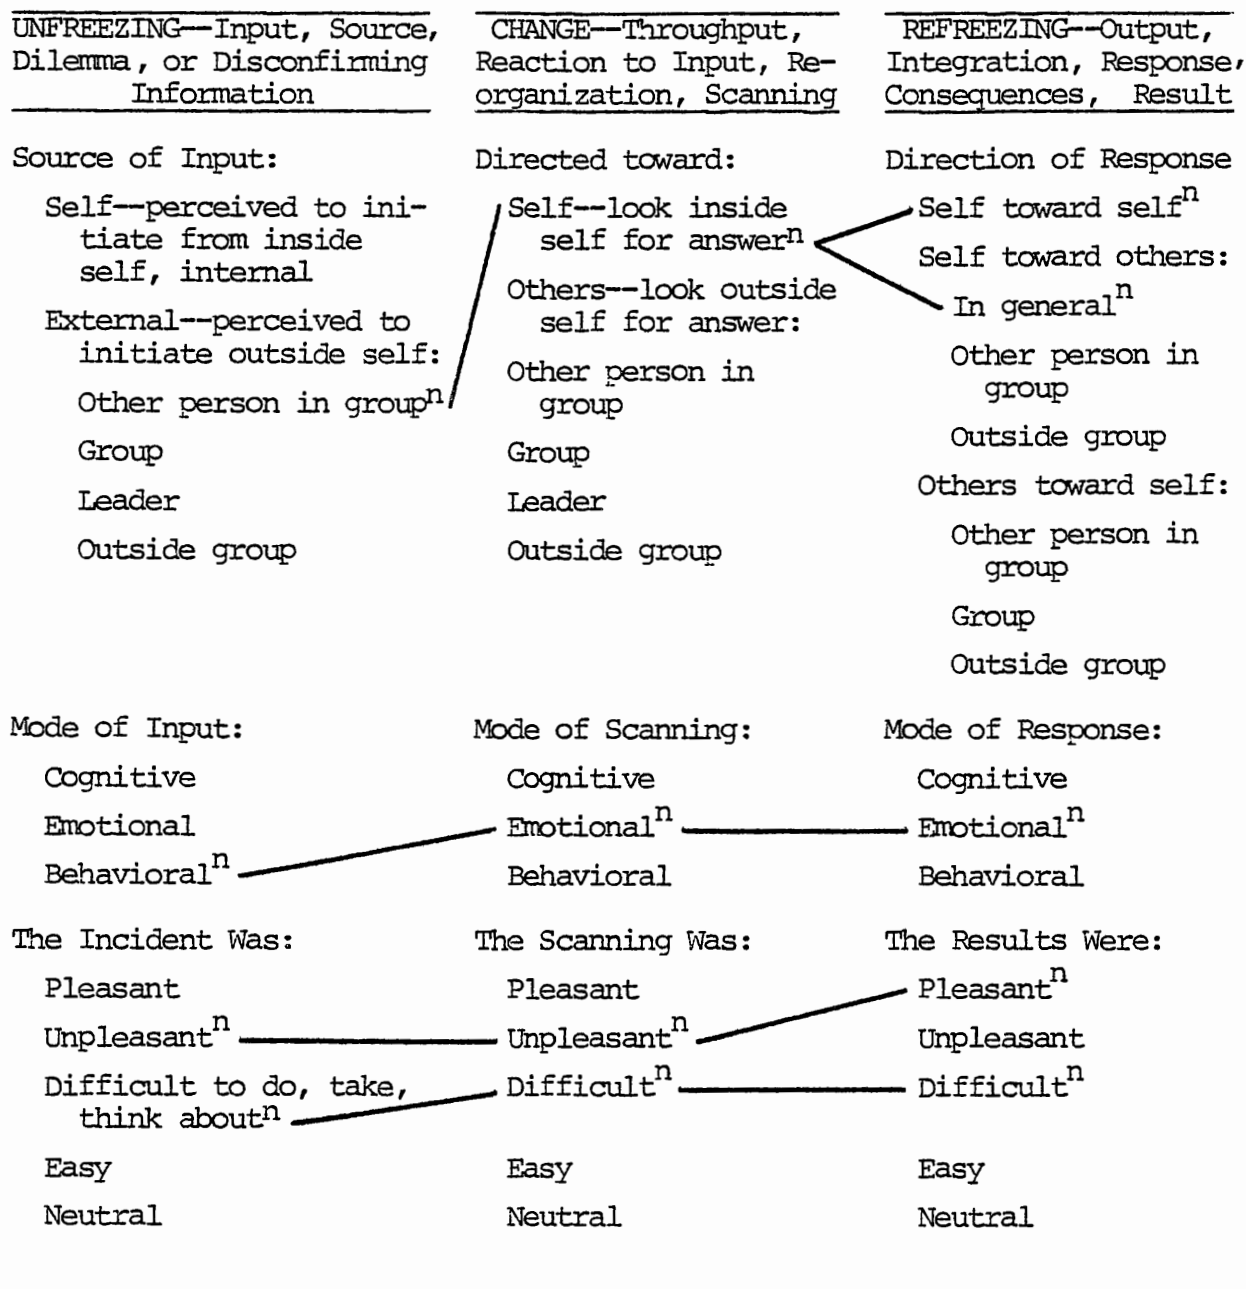 UNFREEZING--Input, Source,
Dilemma, or Disconfirming
Information
Source of Input:
Self--perceived to ini-
tiate from inside
self, internal
External--perceived to
initiate outside self:
Other person in groupⁿ
Group
Leader
Outside group
Mode of Input:
Cognitive
Emotional
Behavioralⁿ
The Incident Was:
Pleasant
Unpleasantⁿ
Difficult to do, take,
think aboutⁿ
Easy
Neutral
CHANGE--Throughput,
Reaction to Input, Re-
organization, Scanning
Directed toward:
Self--look inside
self for answerⁿ
Others--look outside
self for answer:
Other person in
group
Group
Leader
Outside group
Mode of Scanning:
Cognitive
Emotionalⁿ
Behavioral
The Scanning Was:
Pleasant
Unpleasantⁿ
Difficultⁿ
Easy
Neutral
REFREEZING--Output,
Integration, Response,
Consequences, Result
Direction of Response
Self toward selfⁿ
Self toward others:
In generalⁿ
Other person in
group
Outside group
Others toward self:
Other person in
group
Group
Outside group
Mode of Response:
Cognitive
Emotionalⁿ
Behavioral
The Results Were:
Pleasantⁿ
Unpleasant
Difficultⁿ
Easy
Neutral